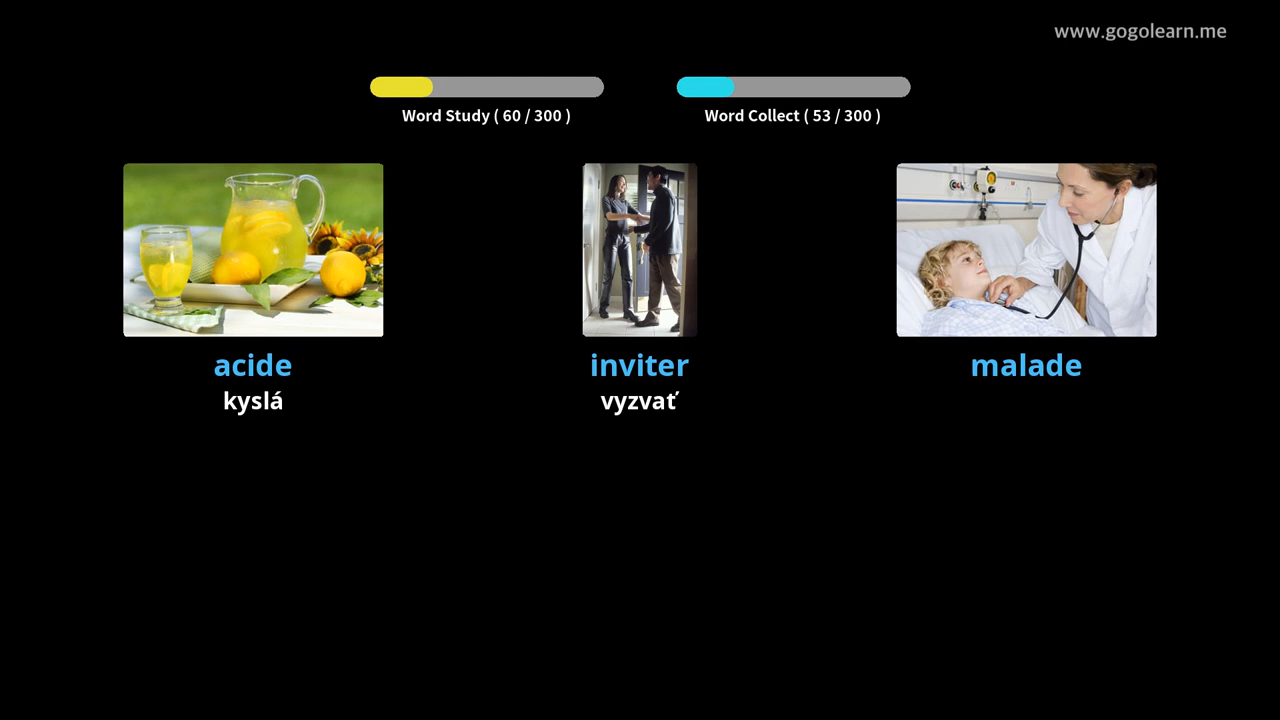 www.gogolearn.me
Word Study ( 60 / 300 )
Word Collect ( 53 / 300 )
acide
inviter
malade
kyslá
vyzvať